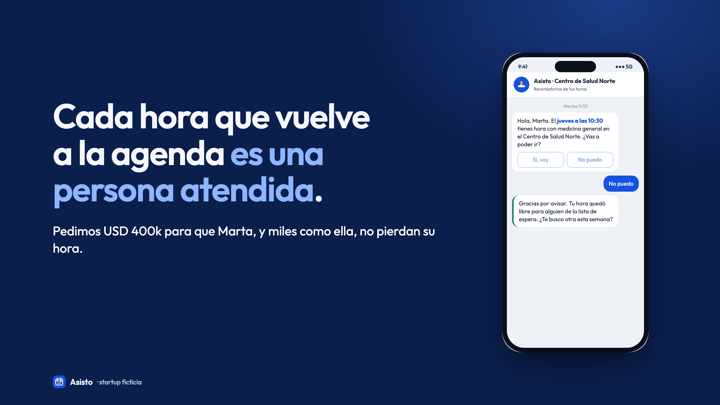 Cada hora que vuelve
a la agenda es una
persona atendida.
Pedimos USD 400k para que Marta, y miles como ella, no pierdan su
hora.
Asisto · startup ficticia
9:41
5G
Asisto · Centro de Salud Norte
Recordatorios de tus horas
Martes 9:02
Hola, Marta. El jueves a las 10:30
tienes hora con medicina general en
el Centro de Salud Norte. ¿Vas a
poder ir?
Sí, voy
No puedo
No puedo
Gracias por avisar. Tu hora quedó
libre para alguien de la lista de
espera. ¿Te busco otra esta semana?